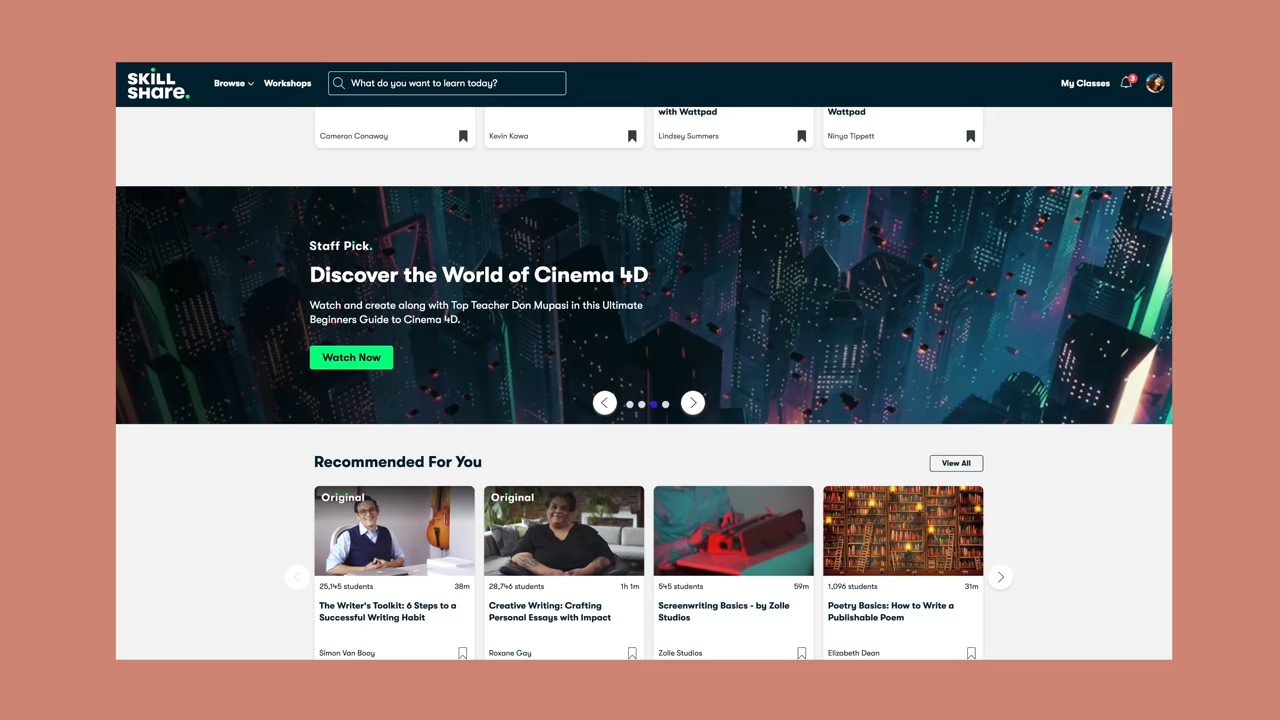 SKILL
SHare.
Browse
Workshops
What do you want to learn today?
My Classes
3
with Wattpad
Wattpad
Cameron Conaway
Kevin Kawa
Lindsey Summers
Ninya Tippett
Staff Pick.
Discover the World of Cinema 4D
Watch and create along with Top Teacher Don Mupasi in this Ultimate
Beginners Guide to Cinema 4D.
Watch Now
Recommended For You
View All
Original
25,145 students
38m
The Writer's Toolkit: 6 Steps to a
Successful Writing Habit
Simon Van Booy
Original
28,746 students
1h 1m
Creative Writing: Crafting
Personal Essays with Impact
Roxane Gay
545 students
59m
Screenwriting Basics - by Zolle
Studios
Zolle Studios
1,096 students
31m
Poetry Basics: How to Write a
Publishable Poem
Elizabeth Dean